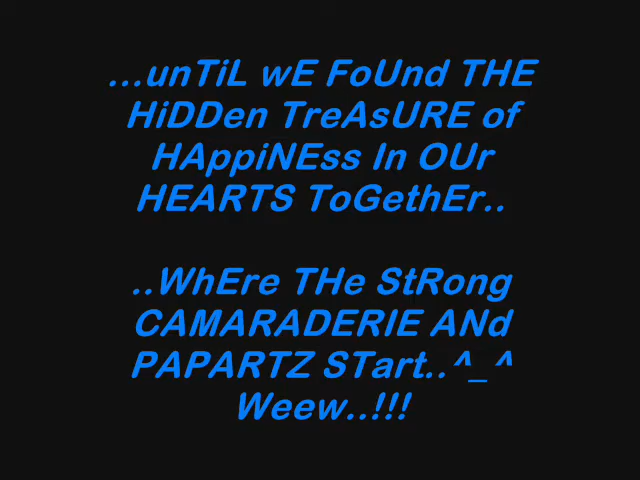 ...unTiL wE FoUnd THE
HiDDen TreAsURE of
HAppiNEss In OUr
HEARTS ToGethEr..
..WhEre THe StRong
CAMARADERIE ANd
PAPARTZ STart..^_^
Weew..!!!